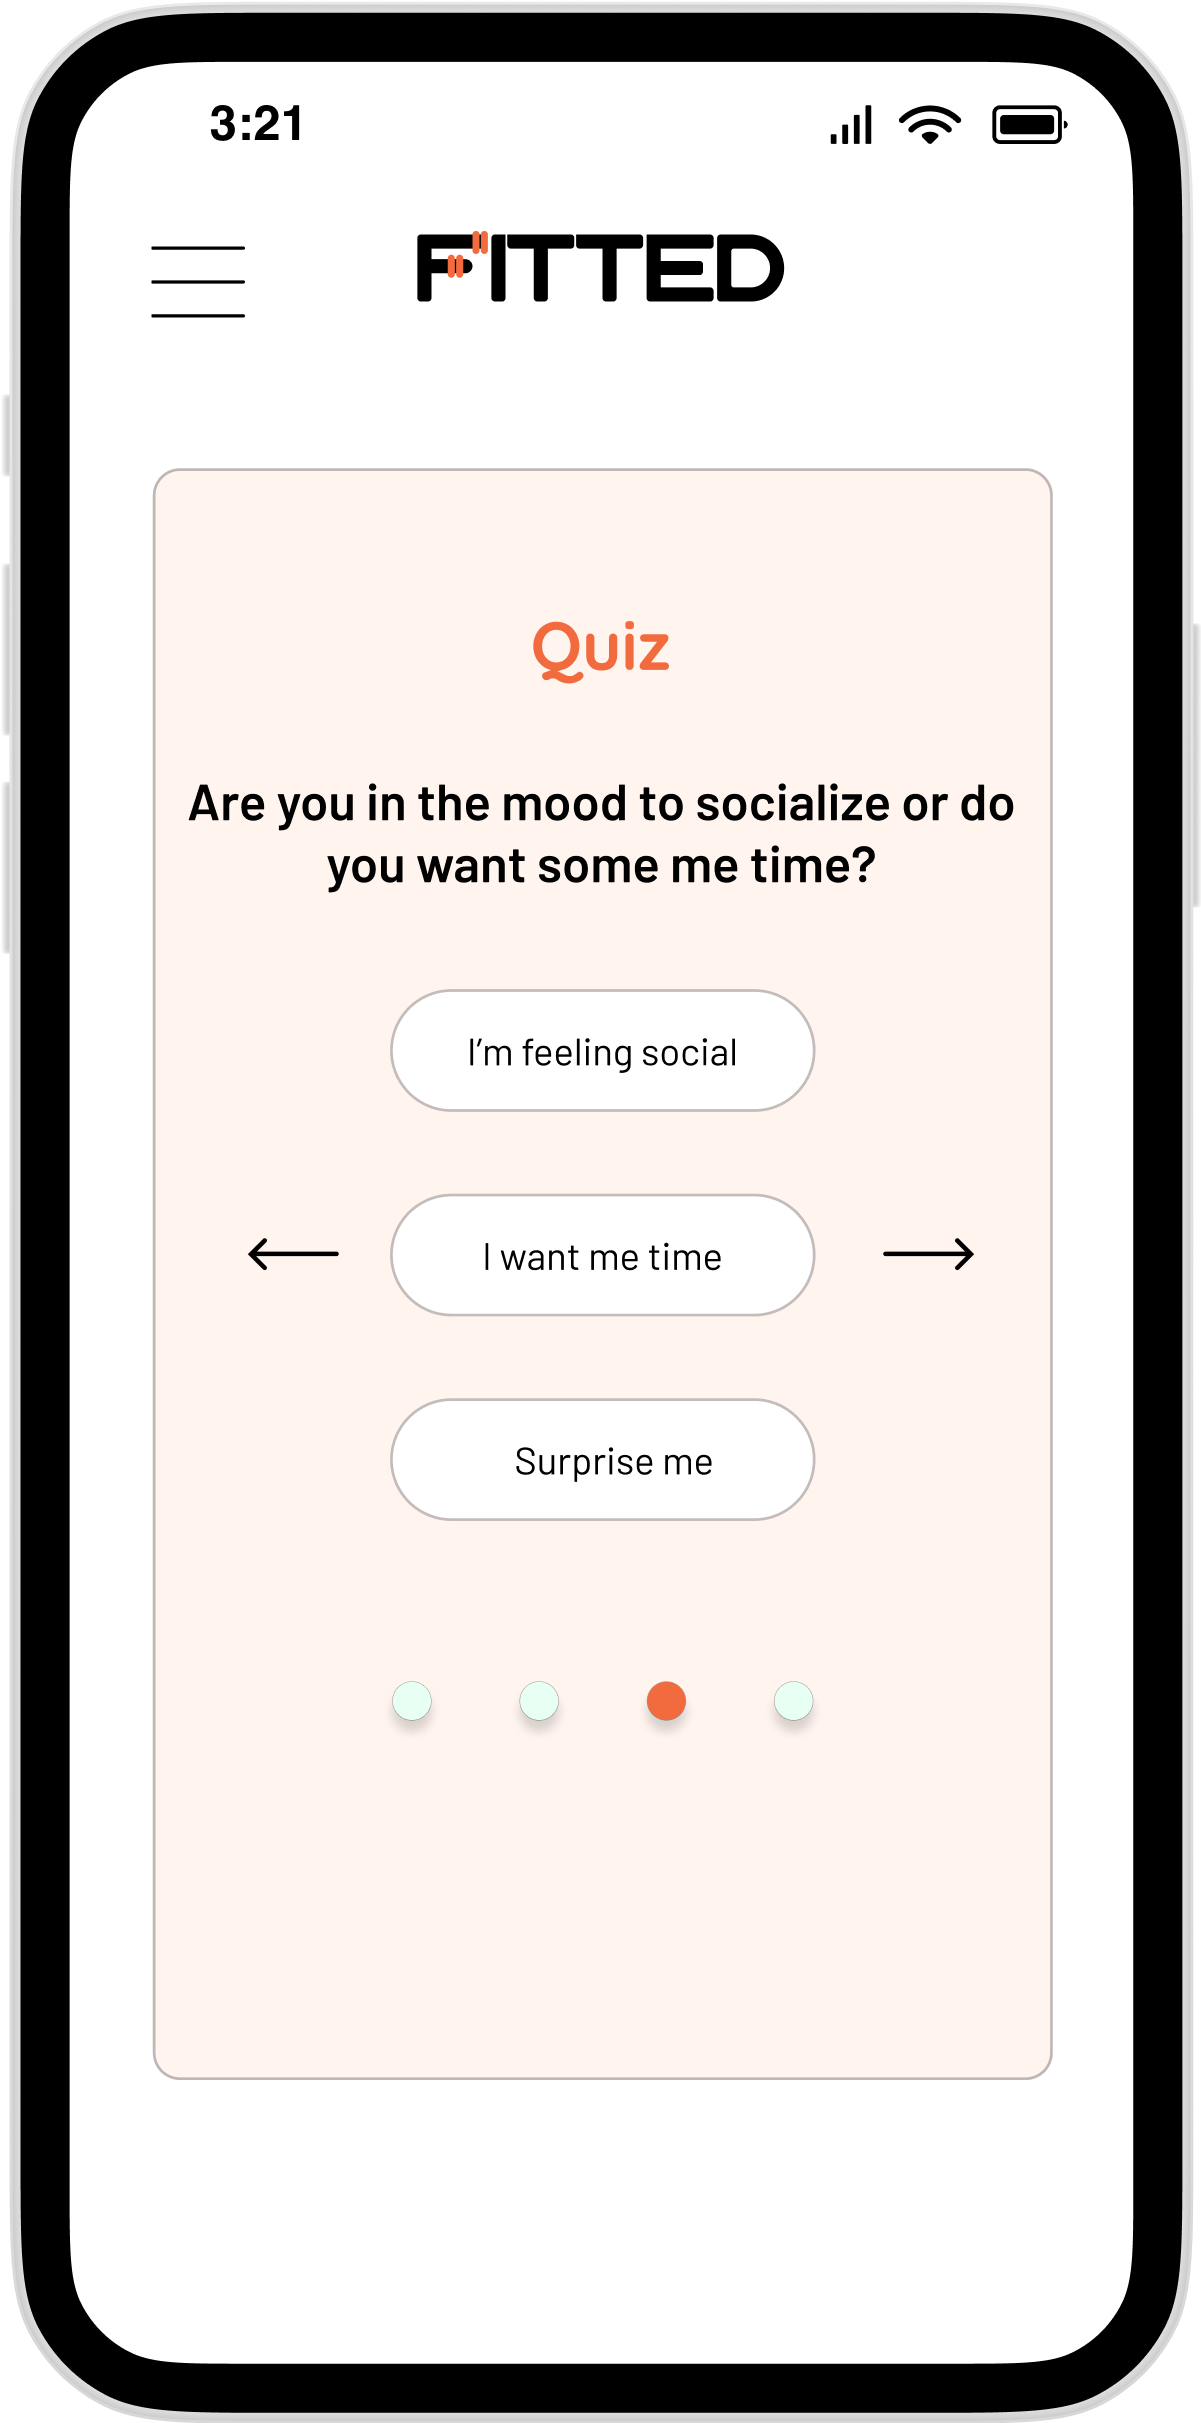 3:21
FITTED
Quiz
Are you in the mood to socialize or do
you want some me time?
I’m feeling social
I want me time
Surprise me